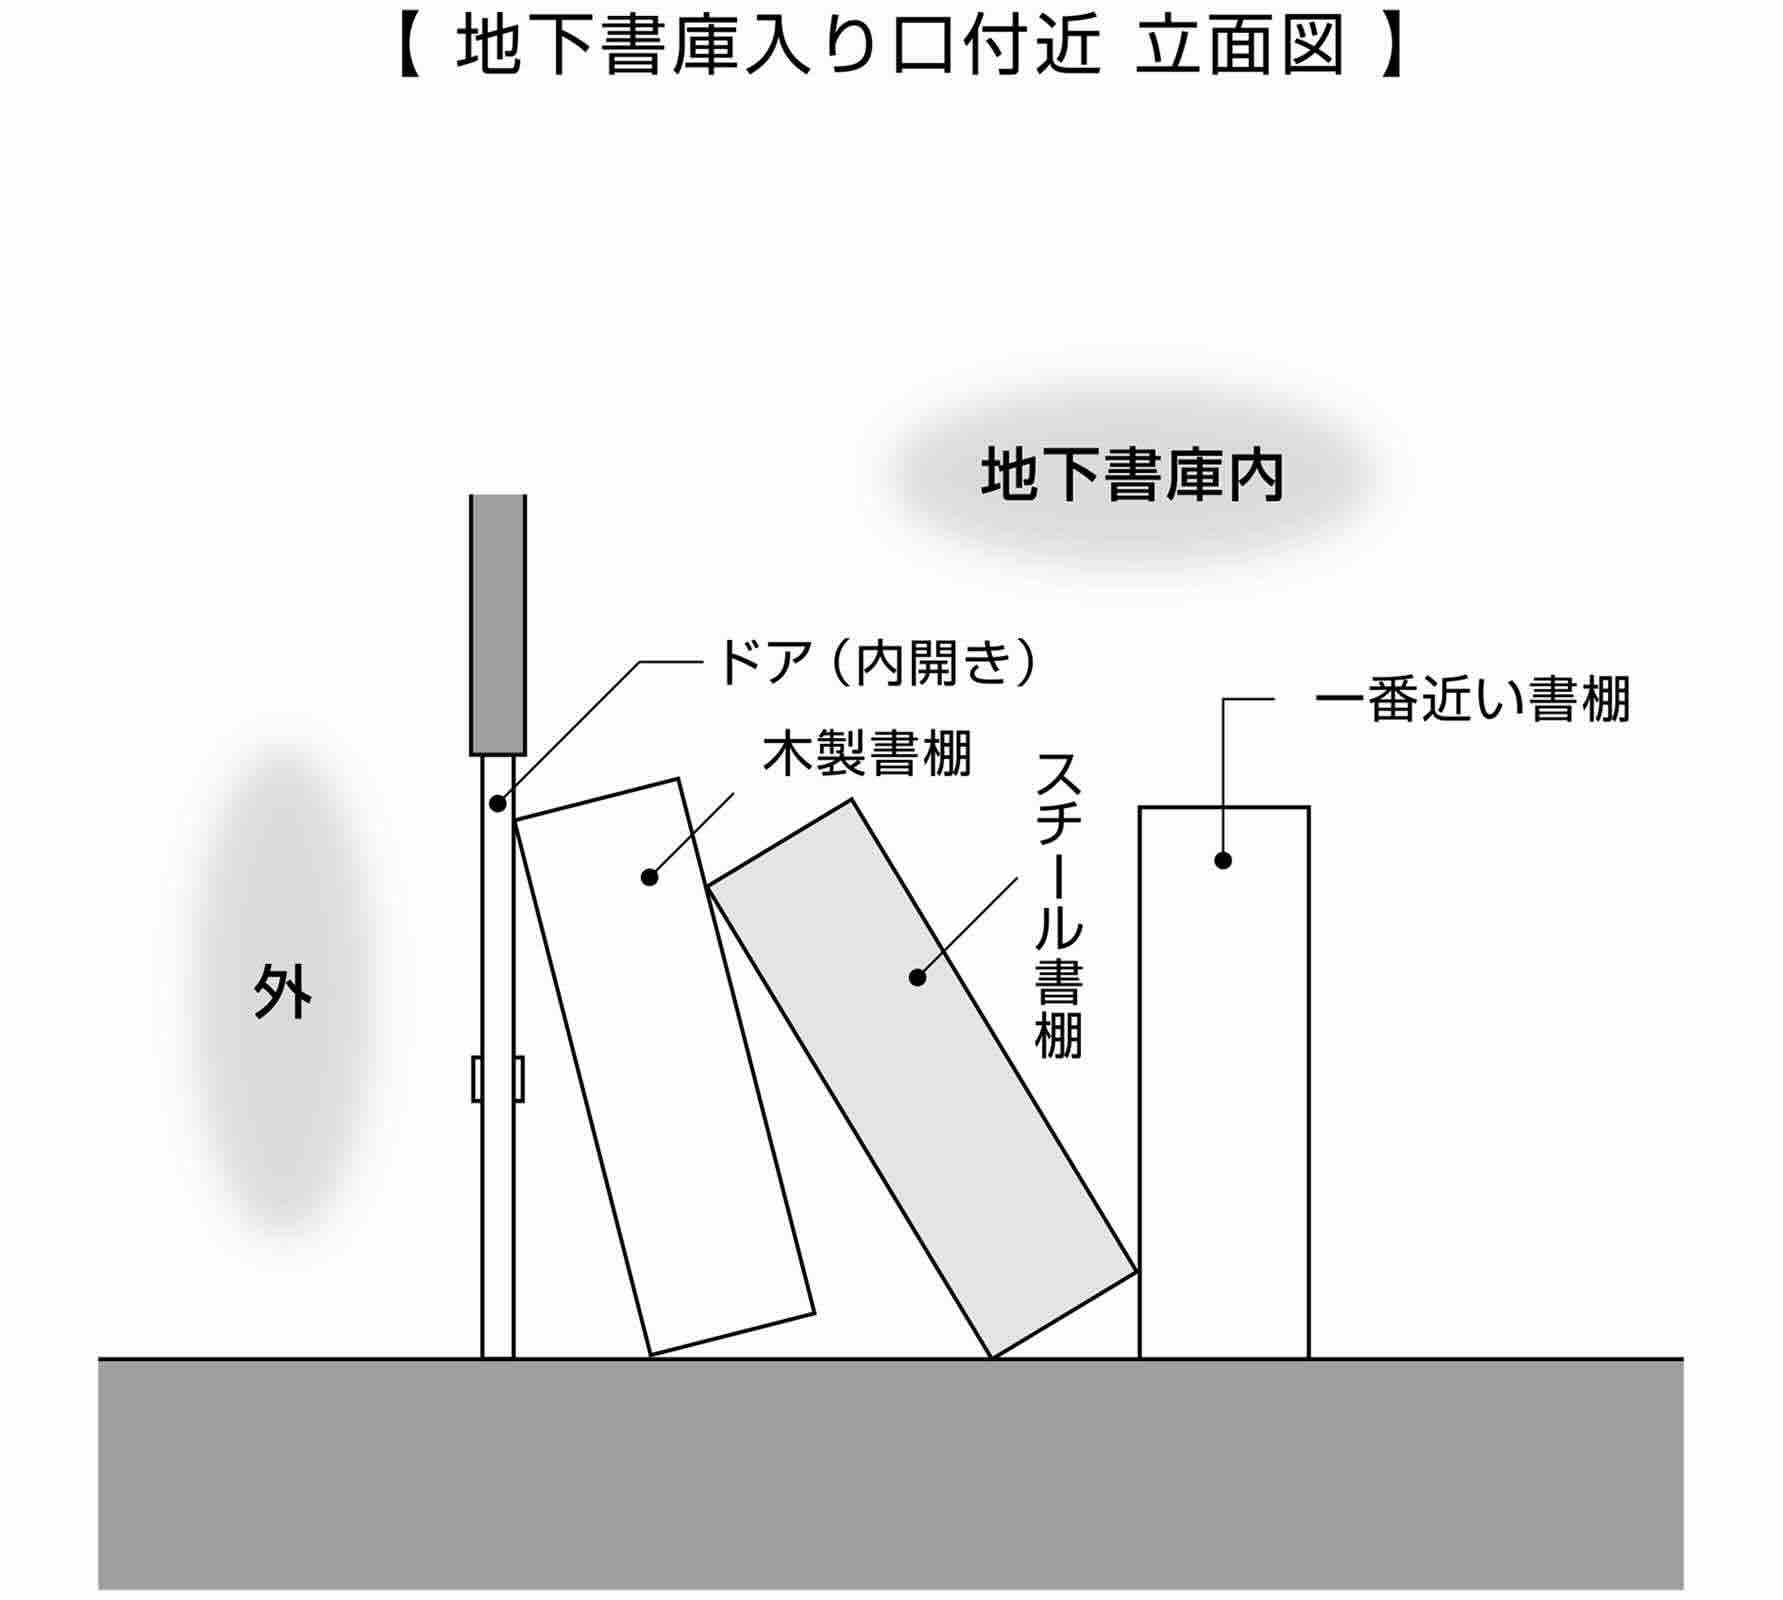 【 地下書庫入り口付近 立面図 】
地下書庫内
ドア（内開き）
一番近い書棚
木製書棚
スチール書棚
外